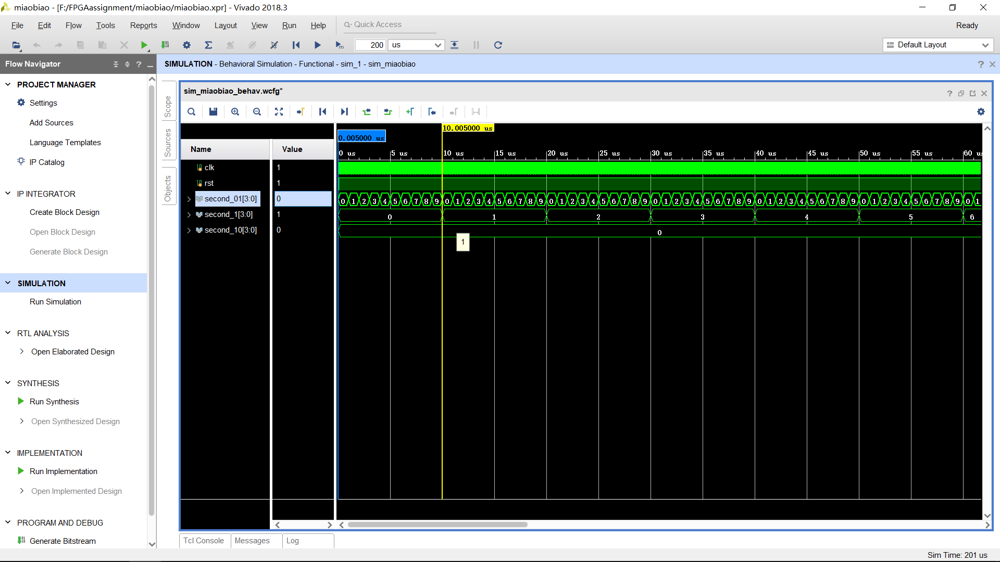 miaobiao - [F:/FPGAassignment/miaobiao/miaobiao.xpr] - Vivado 2018.3
File Edit Flow Tools Reports Window Layout View Run Help Quick Access Ready
200 us Default Layout
Flow Navigator ? _
SIMULATION - Behavioral Simulation - Functional - sim_1 - sim_miaobiao
PROJECT MANAGER
Settings
Add Sources
Language Templates
IP Catalog
IP INTEGRATOR
Create Block Design
Open Block Design
Generate Block Design
SIMULATION
Run Simulation
RTL ANALYSIS
Open Elaborated Design
SYNTHESIS
Run Synthesis
Open Synthesized Design
IMPLEMENTATION
Run Implementation
Open Implemented Design
PROGRAM AND DEBUG
Generate Bitstream
Scope
Sources
Objects
sim_miaobiao_behav.wcfg*
10.005000 us
0.005000 us
Name Value
0 us 5 us 10 us 15 us 20 us 25 us 30 us 35 us 40 us 45 us 50 us 55 us 60 us
clk 1
rst 1
second_01[3:0] 0 0 1 2 3 4 5 6 7 8 9 0 1 2 3 4 5 6 7 8 9 0 1 2 3 4 5 6 7 8 9 0 1 2 3 4 5 6 7 8 9 0 1 2 3 4 5 6 7 8 9 0 1 2 3 4 5 6 7 8 9 0 1
second_1[3:0] 1 0 1 2 3 4 5 6
second_10[3:0] 0 0
1
Tcl Console Messages Log
Sim Time: 201 us